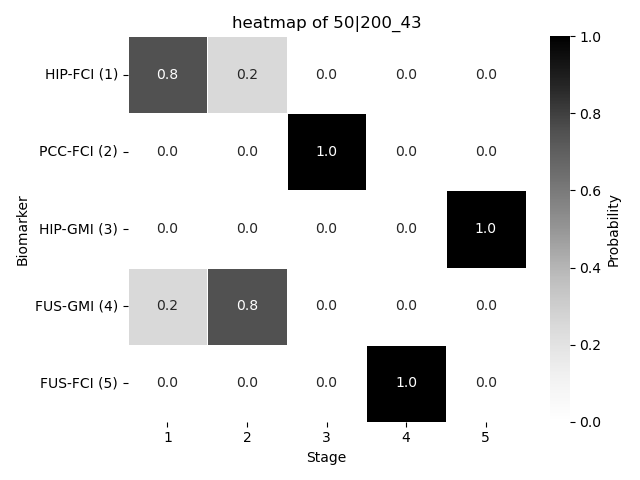 heatmap of 50|200_43
HIP-FCI (1) 0.8 0.2 0.0 0.0 0.0
PCC-FCI (2) 0.0 0.0 1.0 0.0 0.0
HIP-GMI (3) 0.0 0.0 0.0 0.0 1.0
FUS-GMI (4) 0.2 0.8 0.0 0.0 0.0
FUS-FCI (5) 0.0 0.0 0.0 1.0 0.0
1 2 3 4 5
Stage
Biomarker
1.0
0.8
0.6
0.4
0.2
0.0
Probability